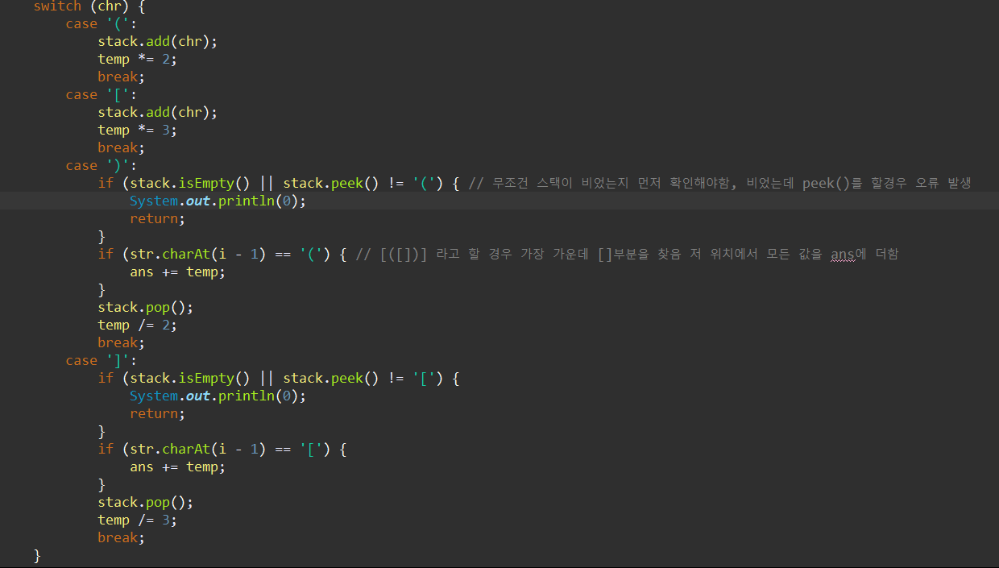 switch (chr) {
case '(':
stack.add(chr);
temp *= 2;
break;
case '[':
stack.add(chr);
temp *= 3;
break;
case ')':
if (stack.isEmpty() || stack.peek() != '(') { // 무조건 스택이 비었는지 먼저 확인해야함, 비었는데 peek()를 할경우 오류 발생
System.out.println(0);
return;
}
if (str.charAt(i - 1) == '(') { // [([])] 라고 할 경우 가장 가운데 []부분을 찾음 저 위치에서 모든 값을 ans에 더함
ans += temp;
}
stack.pop();
temp /= 2;
break;
case ']':
if (stack.isEmpty() || stack.peek() != '[') {
System.out.println(0);
return;
}
if (str.charAt(i - 1) == '[') {
ans += temp;
}
stack.pop();
temp /= 3;
break;
}